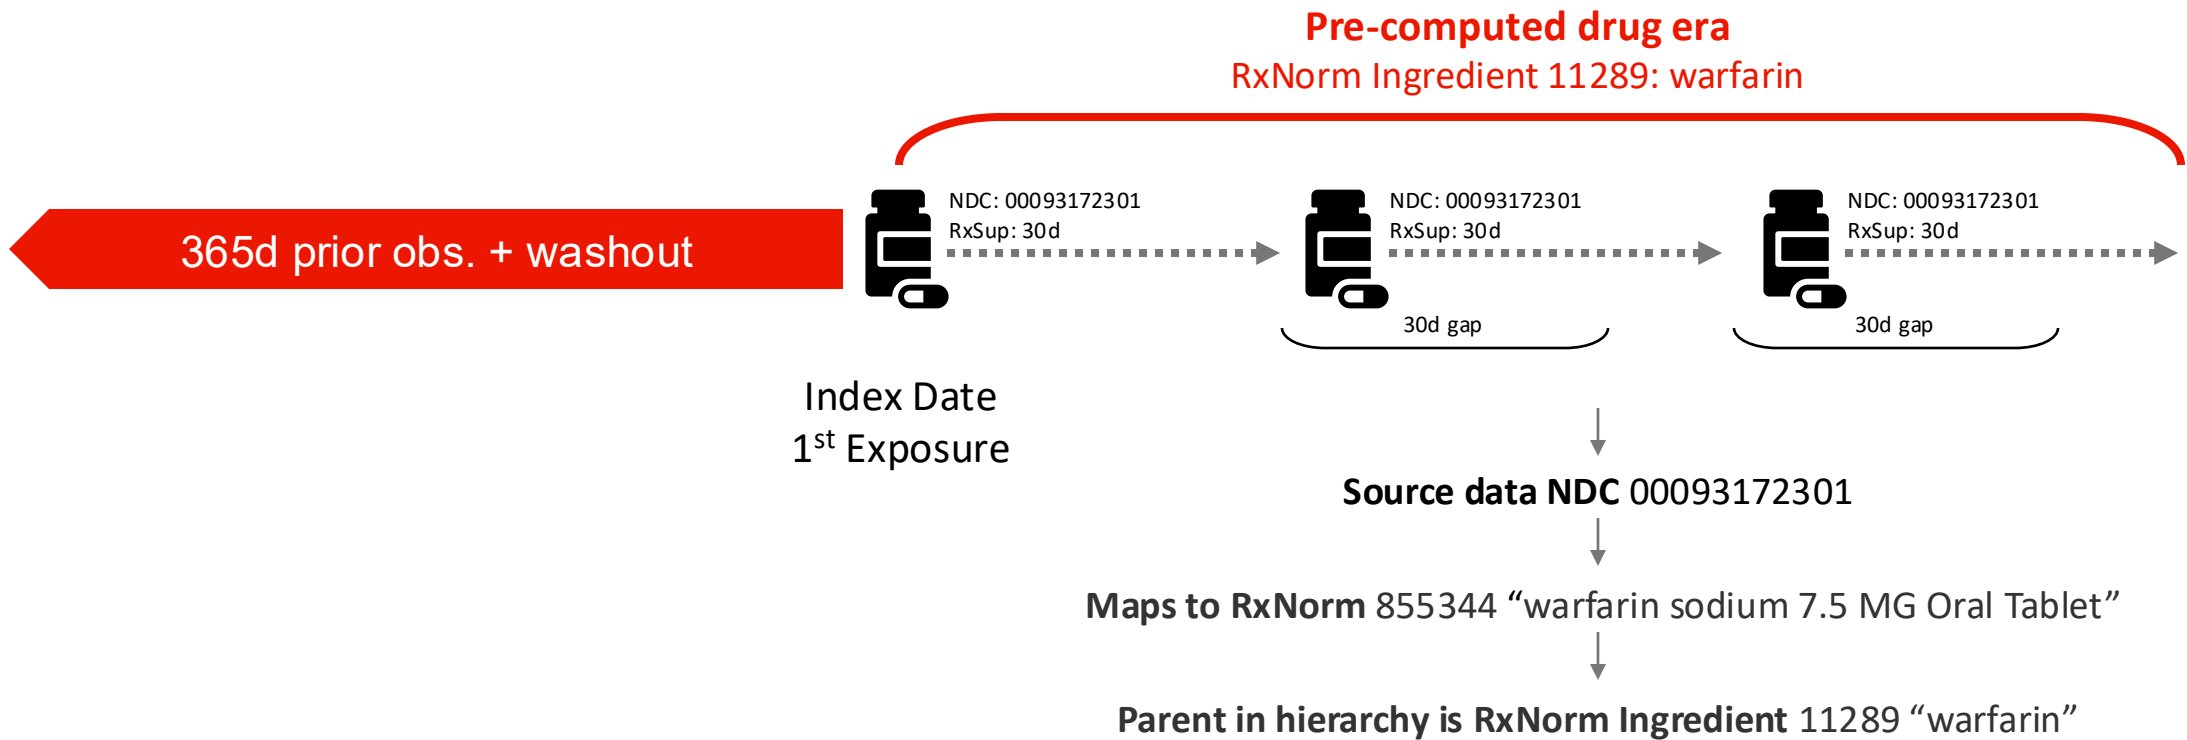 Pre-computed drug era
RxNorm Ingredient 11289: warfarin
365d prior obs. + washout
NDC: 00093172301
RxSup: 30d
NDC: 00093172301
RxSup: 30d
NDC: 00093172301
RxSup: 30d
30d gap
30d gap
Index Date
1st Exposure
Source data NDC 00093172301
Maps to RxNorm 855344 “warfarin sodium 7.5 MG Oral Tablet”
Parent in hierarchy is RxNorm Ingredient 11289 “warfarin”